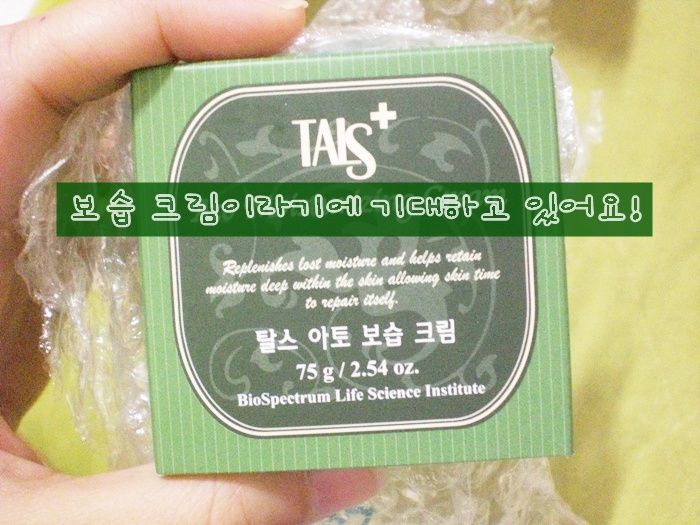 TALS+
보습 크림이라기에 기대하고 있어요!
Replenishes lost moisture and helps retain
moisture deep within the skin allowing skin time
to repair itself.
탈스 아토 보습 크림
75 g / 2.54 oz.
BioSpectrum Life Science Institute